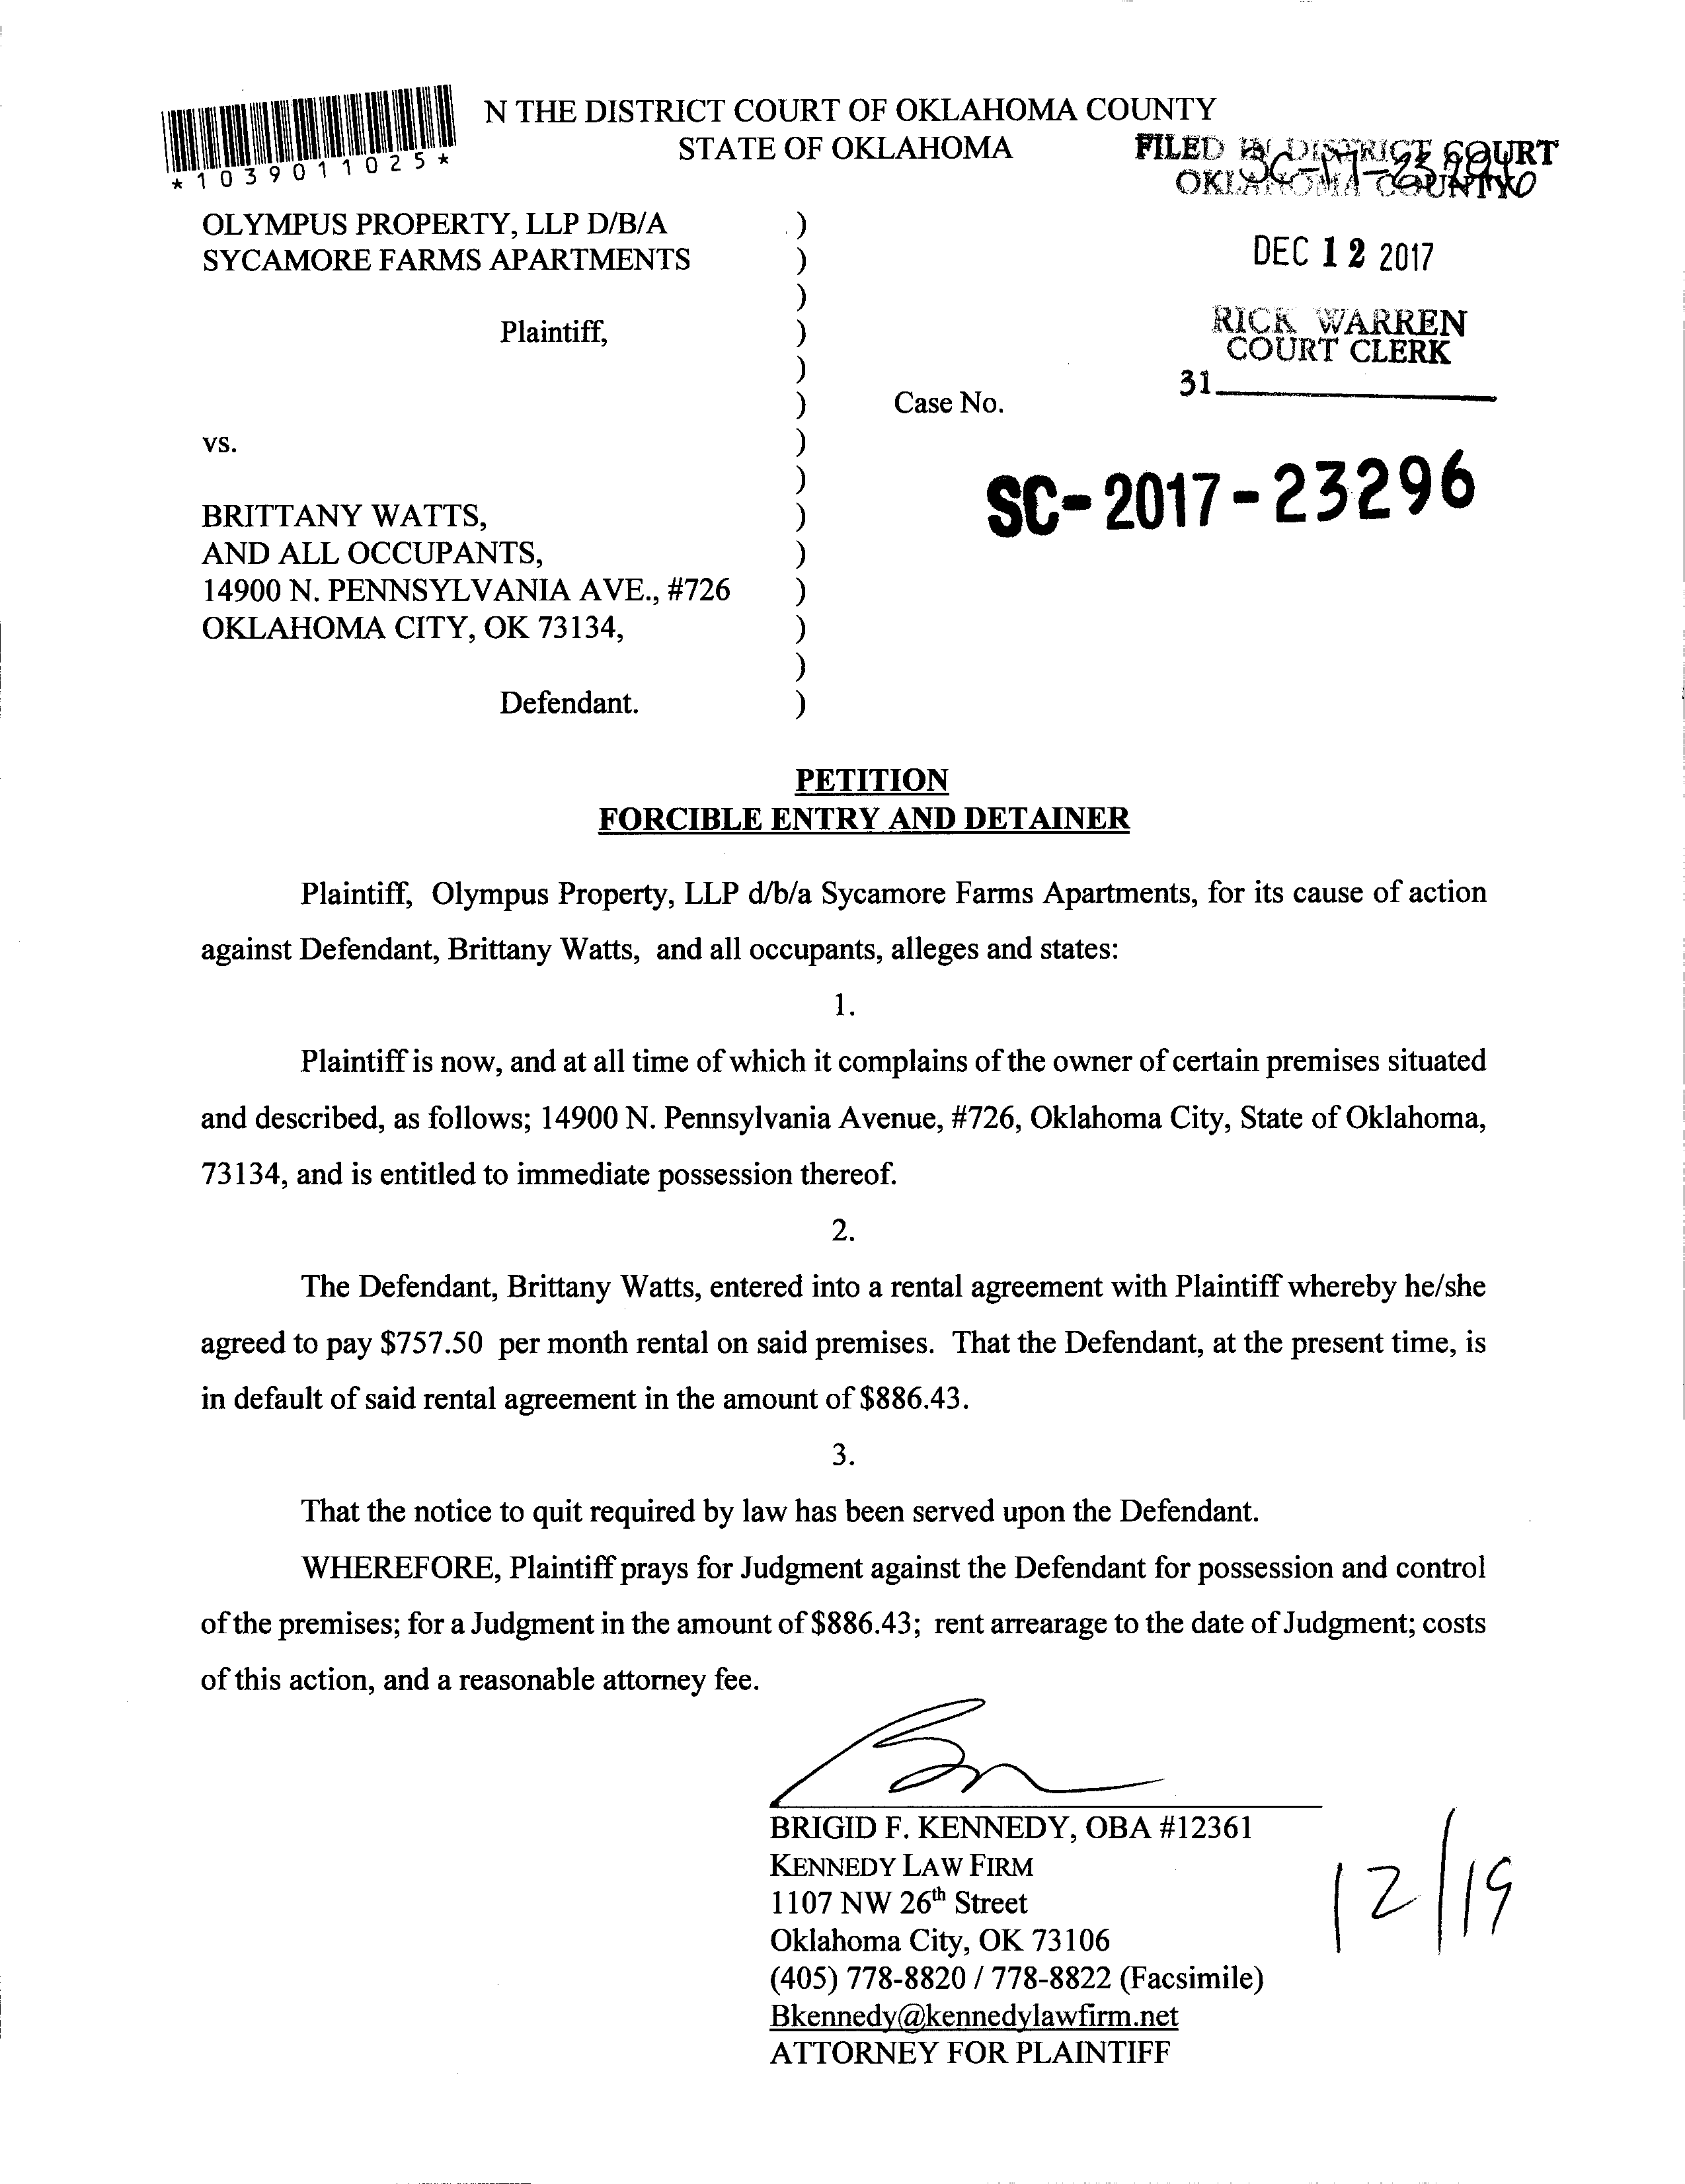 *1039011025*
N THE DISTRICT COURT OF OKLAHOMA COUNTY
STATE OF OKLAHOMA
FILED IN DISTRICT COURT
OKLAHOMA COUNTY
OLYMPUS PROPERTY, LLP D/B/A )
SYCAMORE FARMS APARTMENTS )
DEC 12 2017
)
Plaintiff, )
RICK WARREN
COURT CLERK
)
31
) Case No.
vs. )
)
SC-2017-23296
BRITTANY WATTS, )
AND ALL OCCUPANTS, )
14900 N. PENNSYLVANIA AVE., #726 )
OKLAHOMA CITY, OK 73134, )
)
Defendant. )
PETITION
FORCIBLE ENTRY AND DETAINER
Plaintiff, Olympus Property, LLP d/b/a Sycamore Farms Apartments, for its cause of action
against Defendant, Brittany Watts, and all occupants, alleges and states:
1.
Plaintiff is now, and at all time of which it complains of the owner of certain premises situated
and described, as follows; 14900 N. Pennsylvania Avenue, #726, Oklahoma City, State of Oklahoma,
73134, and is entitled to immediate possession thereof.
2.
The Defendant, Brittany Watts, entered into a rental agreement with Plaintiff whereby he/she
agreed to pay $757.50 per month rental on said premises. That the Defendant, at the present time, is
in default of said rental agreement in the amount of $886.43.
3.
That the notice to quit required by law has been served upon the Defendant.
WHEREFORE, Plaintiff prays for Judgment against the Defendant for possession and control
of the premises; for a Judgment in the amount of $886.43; rent arrearage to the date of Judgment; costs
of this action, and a reasonable attorney fee.
BRIGID F. KENNEDY, OBA #12361
KENNEDY LAW FIRM
1107 NW 26th Street
12/19
Oklahoma City, OK 73106
(405) 778-8820 / 778-8822 (Facsimile)
Bkennedy@kennedylawfirm.net
ATTORNEY FOR PLAINTIFF